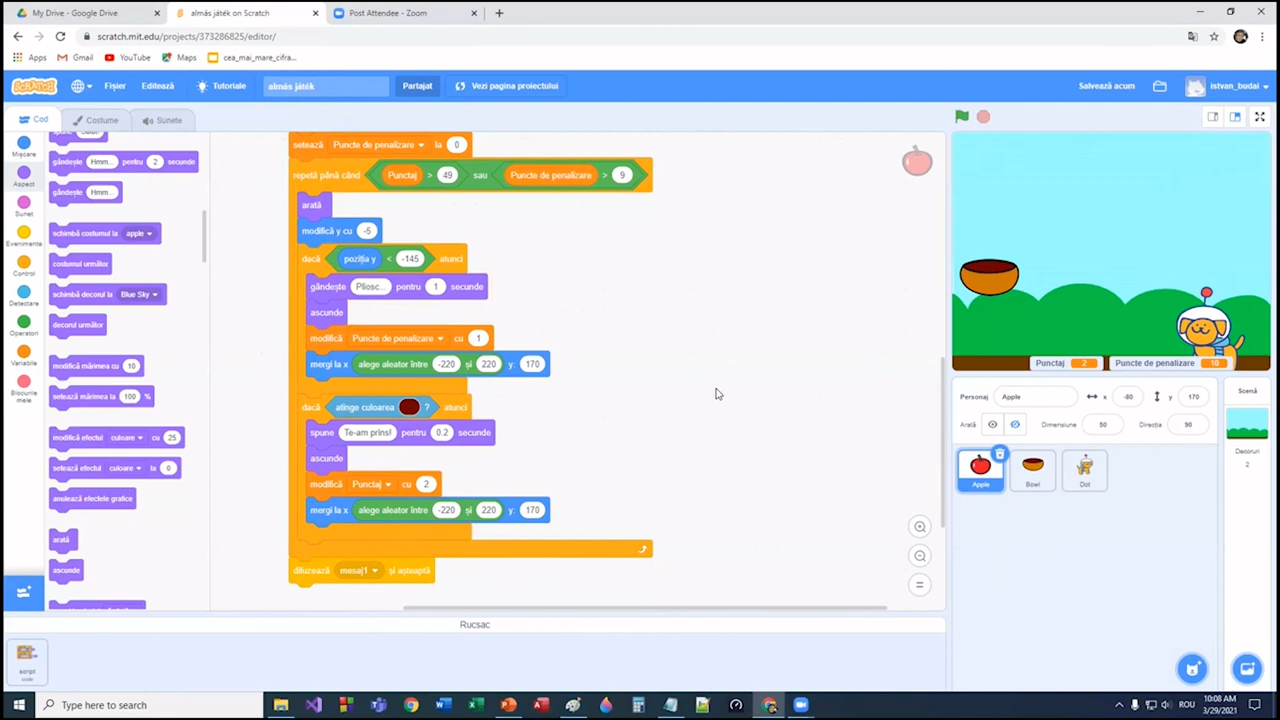 My Drive - Google Drive
almás játék on Scratch
Post Attendee - Zoom
scratch.mit.edu/projects/373286825/editor/
Apps
Gmail
YouTube
Maps
cea_mai_mare_cifra...
SCRATCH
Fișier
Editează
Tutoriale
almás játék
Partajat
Vezi pagina proiectului
Salvează acum
istvan_budai
Cod
Costume
Sunete
Mișcare
Aspect
Sunet
Evenimente
Control
Detectare
Operatori
Variabile
Blocurile mele
gândește Hmm... pentru 2 secunde
gândește Hmm...
schimbă costumul la apple
costumul următor
schimbă decorul la Blue Sky
decorul următor
modifică mărimea cu 10
setează mărimea la 100 %
modifică efectul culoare cu 25
setează efectul culoare la 0
anulează efectele grafice
arată
ascunde
setează Puncte de penalizare la 0
repetă până când Punctaj > 49 sau Puncte de penalizare > 9
arată
modifică y cu -5
dacă poziția y < -145 atunci
gândește Pliosc... pentru 1 secunde
ascunde
modifică Puncte de penalizare cu 1
mergi la x alege aleator între -220 și 220 y: 170
dacă atinge culoarea ? atunci
spune Te-am prins! pentru 0.2 secunde
ascunde
modifică Punctaj cu 2
mergi la x alege aleator între -220 și 220 y: 170
difuzează mesaj1 și așteaptă
Punctaj 2
Puncte de penalizare 10
Personaj Apple x -80 y 170
Arată Dimensiune 50 Direcția 90
Apple
Bowl
Dot
Scenă
Decoruri
2
Rucsac
script
code
Type here to search
ROU
10:08 AM
3/29/2021